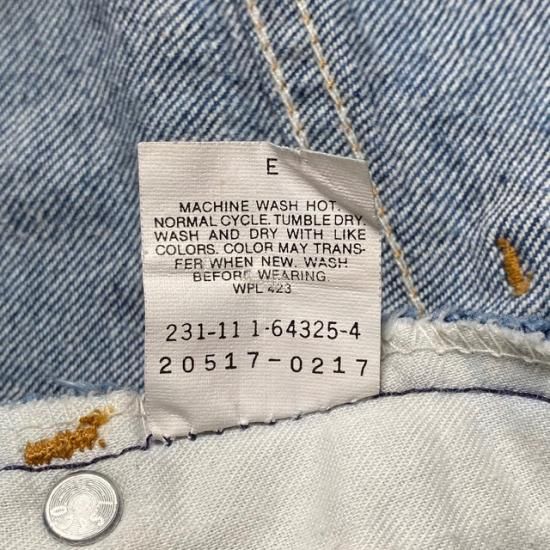 E
MACHINE WASH HOT.
NORMAL CYCLE. TUMBLE DRY.
WASH AND DRY WITH LIKE
COLORS. COLOR MAY TRANS-
FER WHEN NEW. WASH
BEFORE WEARING.
WPL 423
231-11 1-64325-4
20517-0217